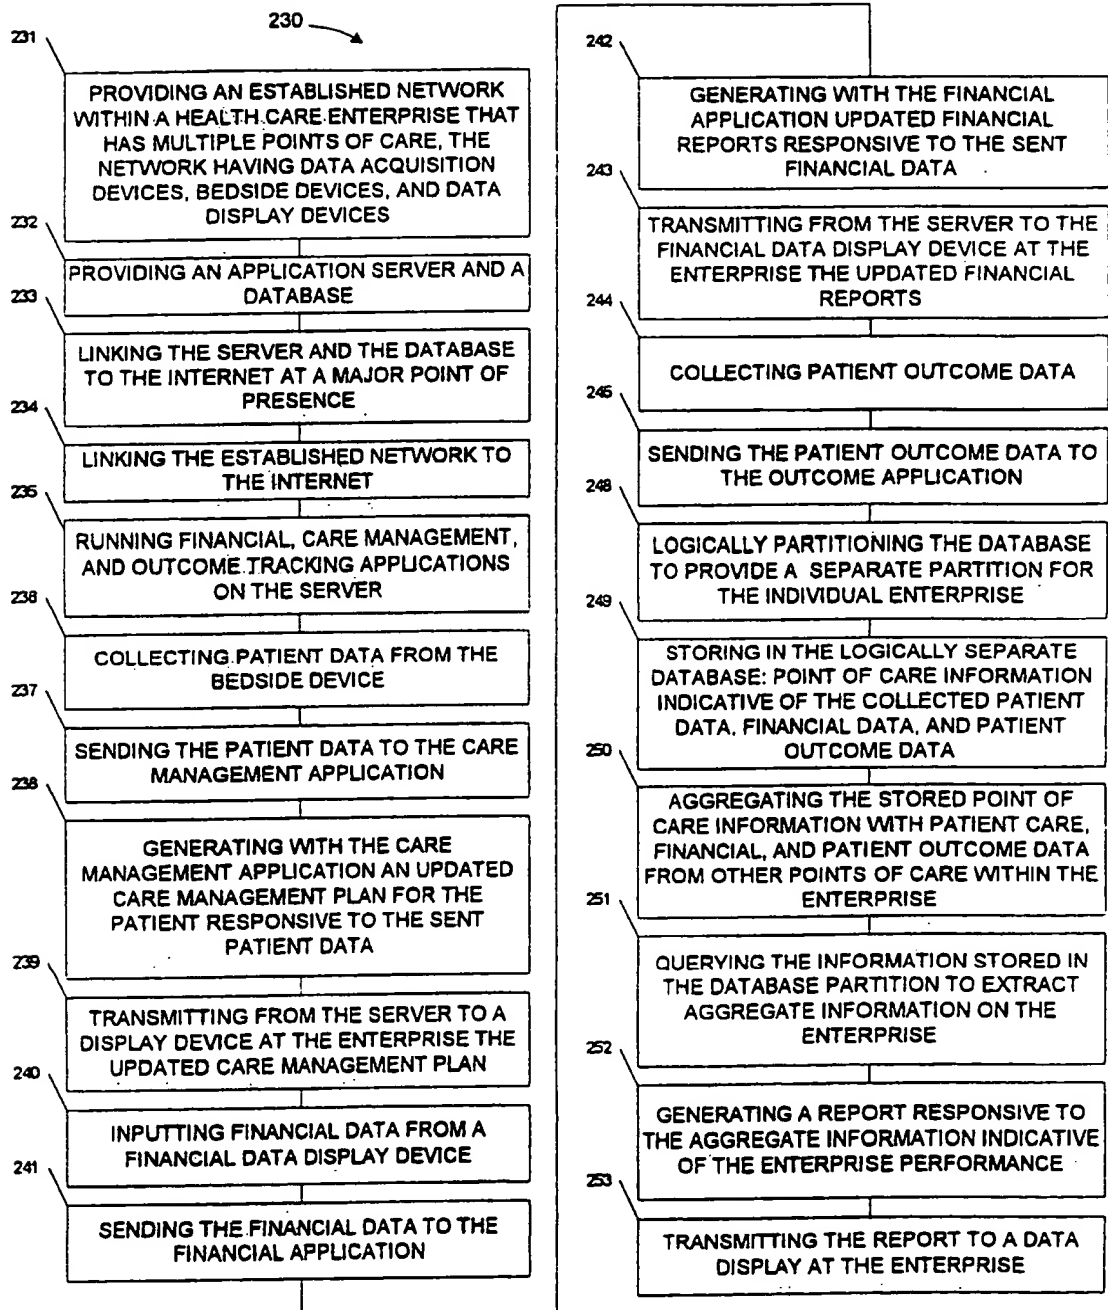 230
231
PROVIDING AN ESTABLISHED NETWORK
WITHIN A HEALTH CARE ENTERPRISE THAT
HAS MULTIPLE POINTS OF CARE, THE
NETWORK HAVING DATA ACQUISITION
DEVICES, BEDSIDE DEVICES, AND DATA
DISPLAY DEVICES
232
PROVIDING AN APPLICATION SERVER AND A
DATABASE
233
LINKING THE SERVER AND THE DATABASE
TO THE INTERNET AT A MAJOR POINT OF
PRESENCE
234
LINKING THE ESTABLISHED NETWORK TO
THE INTERNET
235
RUNNING FINANCIAL, CARE MANAGEMENT,
AND OUTCOME TRACKING APPLICATIONS
ON THE SERVER
238
COLLECTING PATIENT DATA FROM THE
BEDSIDE DEVICE
237
SENDING THE PATIENT DATA TO THE CARE
MANAGEMENT APPLICATION
238
GENERATING WITH THE CARE
MANAGEMENT APPLICATION AN UPDATED
CARE MANAGEMENT PLAN FOR THE
PATIENT RESPONSIVE TO THE SENT
PATIENT DATA
239
TRANSMITTING FROM THE SERVER TO A
DISPLAY DEVICE AT THE ENTERPRISE THE
UPDATED CARE MANAGEMENT PLAN
240
INPUTTING FINANCIAL DATA FROM A
FINANCIAL DATA DISPLAY DEVICE
241
SENDING THE FINANCIAL DATA TO THE
FINANCIAL APPLICATION
242
GENERATING WITH THE FINANCIAL
APPLICATION UPDATED FINANCIAL
REPORTS RESPONSIVE TO THE SENT
FINANCIAL DATA
243
TRANSMITTING FROM THE SERVER TO THE
FINANCIAL DATA DISPLAY DEVICE AT THE
ENTERPRISE THE UPDATED FINANCIAL
REPORTS
244
COLLECTING PATIENT OUTCOME DATA
245
SENDING THE PATIENT OUTCOME DATA TO
THE OUTCOME APPLICATION
248
LOGICALLY PARTITIONING THE DATABASE
TO PROVIDE A SEPARATE PARTITION FOR
THE INDIVIDUAL ENTERPRISE
249
STORING IN THE LOGICALLY SEPARATE
DATABASE: POINT OF CARE INFORMATION
INDICATIVE OF THE COLLECTED PATIENT
DATA, FINANCIAL DATA, AND PATIENT
OUTCOME DATA
250
AGGREGATING THE STORED POINT OF
CARE INFORMATION WITH PATIENT CARE,
FINANCIAL, AND PATIENT OUTCOME DATA
FROM OTHER POINTS OF CARE WITHIN THE
ENTERPRISE
251
QUERYING THE INFORMATION STORED IN
THE DATABASE PARTITION TO EXTRACT
AGGREGATE INFORMATION ON THE
ENTERPRISE
252
GENERATING A REPORT RESPONSIVE TO
THE AGGREGATE INFORMATION INDICATIVE
OF THE ENTERPRISE PERFORMANCE
253
TRANSMITTING THE REPORT TO A DATA
DISPLAY AT THE ENTERPRISE